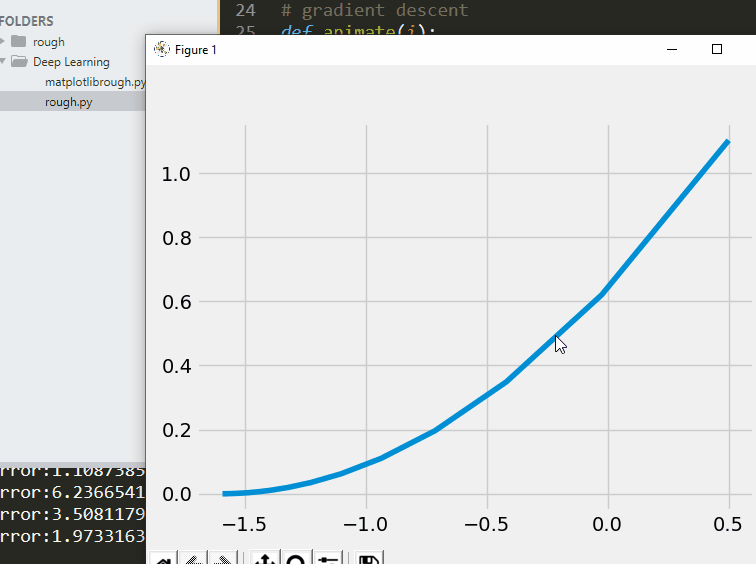 FOLDERS
rough
Deep Learning
matplotlibrough.py
rough.py
24 # gradient descent
25 def animate(i):
Figure 1
1.0
0.8
0.6
0.4
0.2
0.0
−1.5 −1.0 −0.5 0.0 0.5
rror:1.1087385
rror:6.2366541
rror:3.5081179
rror:1.9733163